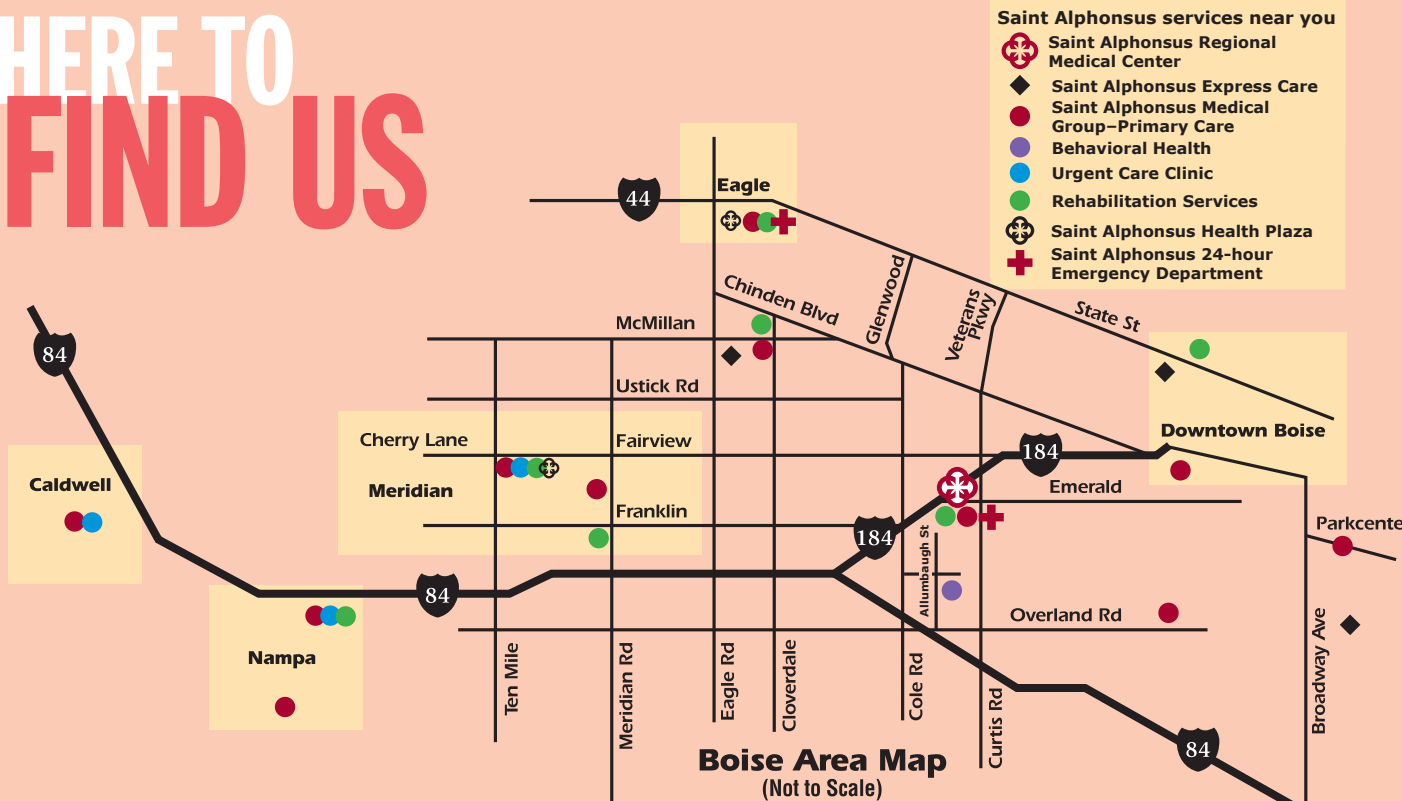 HERE TO
FIND US
Saint Alphonsus services near you
Saint Alphonsus Regional
Medical Center
Saint Alphonsus Express Care
Saint Alphonsus Medical
Group–Primary Care
Behavioral Health
Urgent Care Clinic
Rehabilitation Services
Saint Alphonsus Health Plaza
Saint Alphonsus 24-hour
Emergency Department
Eagle
44
Chinden Blvd
Glenwood
Veterans
Pkwy
State St
McMillan
84
Ustick Rd
Cherry Lane
Fairview
Downtown Boise
184
Caldwell
Meridian
Emerald
Franklin
184
Parkcente
Allumbaugh St
84
Overland Rd
Nampa
Ten Mile
Meridian Rd
Eagle Rd
Cloverdale
Cole Rd
Curtis Rd
Broadway Ave
84
Boise Area Map
(Not to Scale)